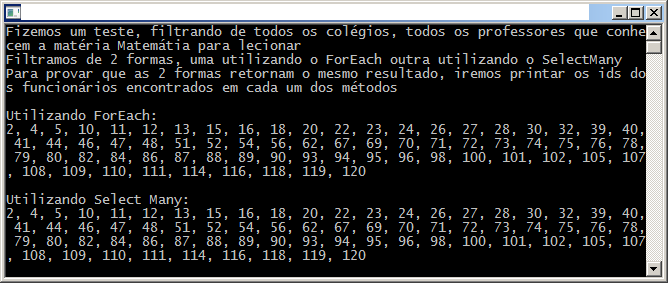 Fizemos um teste, filtrando de todos os colégios, todos os professores que conhe
cem a matéria Matemátia para lecionar
Filtramos de 2 formas, uma utilizando o ForEach outra utilizando o SelectMany
Para provar que as 2 formas retornam o mesmo resultado, iremos printar os ids do
s funcionários encontrados em cada um dos métodos
Utilizando ForEach:
2, 4, 5, 10, 11, 12, 13, 15, 16, 18, 20, 22, 23, 24, 26, 27, 28, 30, 32, 39, 40,
41, 44, 46, 47, 48, 51, 52, 54, 56, 62, 67, 69, 70, 71, 72, 73, 74, 75, 76, 78,
79, 80, 82, 84, 86, 87, 88, 89, 90, 93, 94, 95, 96, 98, 100, 101, 102, 105, 107
, 108, 109, 110, 111, 114, 116, 118, 119, 120
Utilizando Select Many:
2, 4, 5, 10, 11, 12, 13, 15, 16, 18, 20, 22, 23, 24, 26, 27, 28, 30, 32, 39, 40,
41, 44, 46, 47, 48, 51, 52, 54, 56, 62, 67, 69, 70, 71, 72, 73, 74, 75, 76, 78,
79, 80, 82, 84, 86, 87, 88, 89, 90, 93, 94, 95, 96, 98, 100, 101, 102, 105, 107
, 108, 109, 110, 111, 114, 116, 118, 119, 120